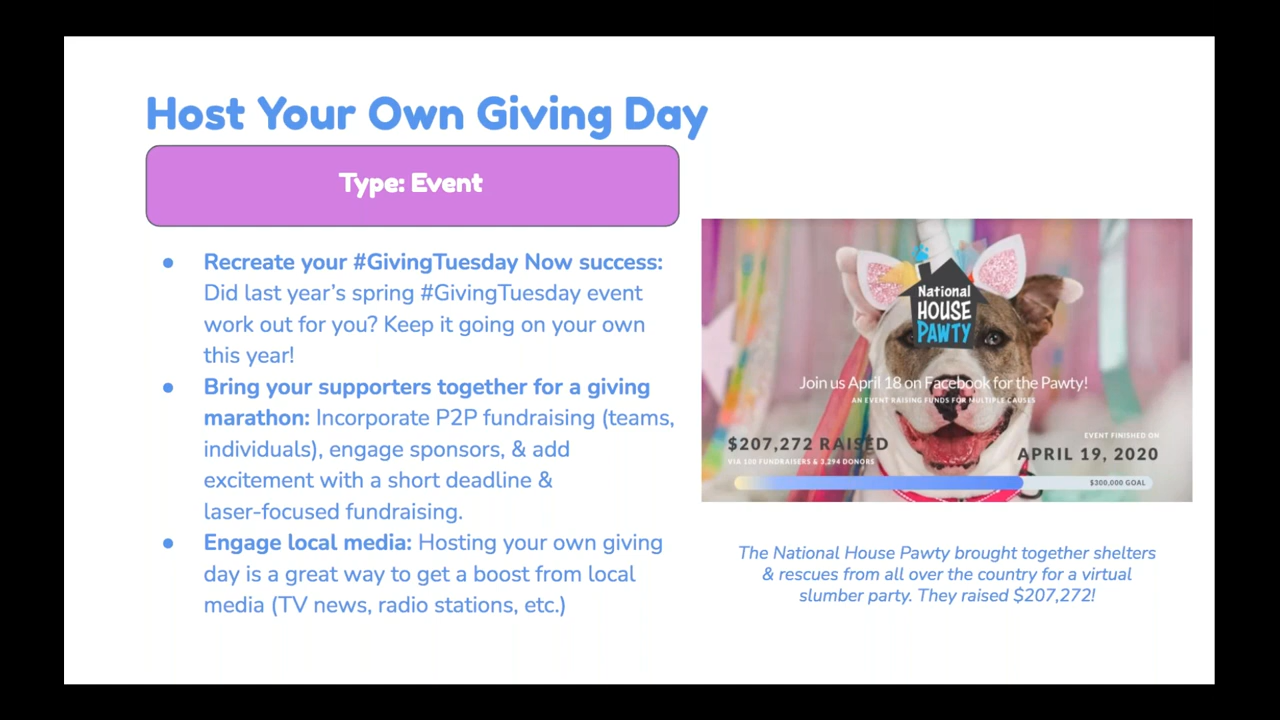 Host Your Own Giving Day
Type: Event
● Recreate your #GivingTuesday Now success:
Did last year’s spring #GivingTuesday event
work out for you? Keep it going on your own
this year!
● Bring your supporters together for a giving
marathon: Incorporate P2P fundraising (teams,
individuals), engage sponsors, & add
excitement with a short deadline &
laser-focused fundraising.
● Engage local media: Hosting your own giving
day is a great way to get a boost from local
media (TV news, radio stations, etc.)
National
HOUSE
PAWTY
Join us April 18 on Facebook for the Pawty!
AN EVENT RAISING FUNDS FOR MULTIPLE CAUSES
$207,272 RAISED
VIA 100 FUNDRAISERS & 3,294 DONORS
EVENT FINISHED ON
APRIL 19, 2020
$300,000 GOAL
The National House Pawty brought together shelters
& rescues from all over the country for a virtual
slumber party. They raised $207,272!